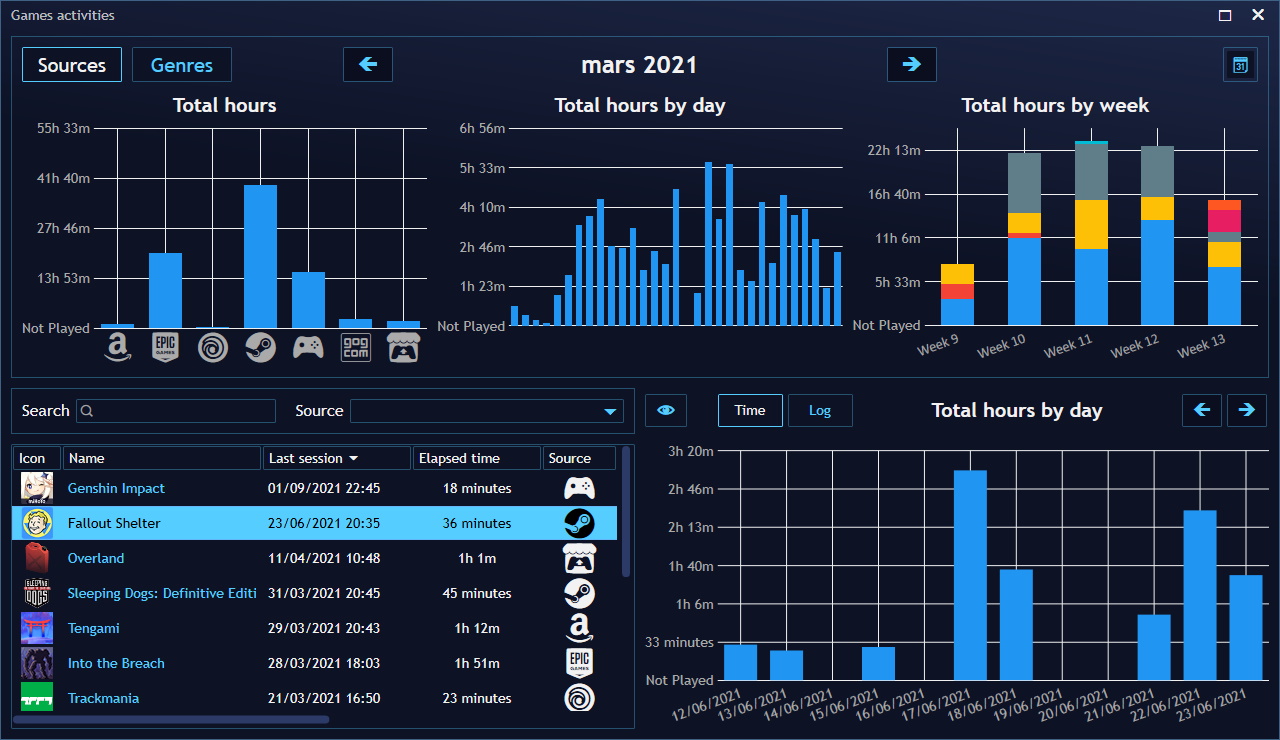 Games activities
Sources Genres mars 2021 31
Total hours
55h 33m
41h 40m
27h 46m
13h 53m
Not Played
a EPIC GAMES gog com
Total hours by day
6h 56m
5h 33m
4h 10m
2h 46m
1h 23m
Not Played
Total hours by week
22h 13m
16h 40m
11h 6m
5h 33m
Not Played
Week 9 Week 10 Week 11 Week 12 Week 13
Search Source
Icon Name Last session Elapsed time Source
miHoYo Genshin Impact 01/09/2021 22:45 18 minutes
Fallout Shelter 23/06/2021 20:35 36 minutes
Overland 11/04/2021 10:48 1h 1m
SLEEPING DOGS Sleeping Dogs: Definitive Editi 31/03/2021 20:45 45 minutes
Tengami 29/03/2021 20:43 1h 12m a
Into the Breach 28/03/2021 18:03 1h 51m EPIC GAMES
Trackmania 21/03/2021 16:50 23 minutes
Time Log Total hours by day
3h 20m
2h 46m
2h 13m
1h 40m
1h 6m
33 minutes
Not Played
12/06/2021 13/06/2021 14/06/2021 15/06/2021 16/06/2021 17/06/2021 18/06/2021 19/06/2021 20/06/2021 21/06/2021 22/06/2021 23/06/2021